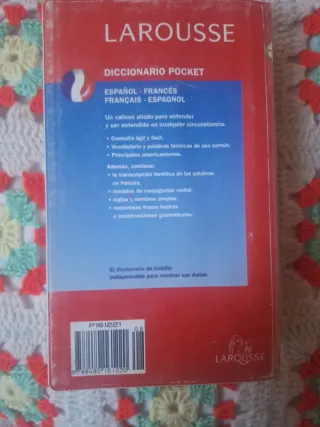 LAROUSSE
DICCIONARIO POCKET
ESPAÑOL - FRANCÉS
FRANÇAIS - ESPAGNOL
Un valioso aliado para entender
y ser entendido en cualquier circunstancia.
• Consulta ágil y fácil.
• Vocabulario y palabras técnicas de uso común.
• Principales americanismos.
Además, contiene:
• la transcripción fonética de las palabras
en francés,
• modelos de conjugación verbal,
• siglas y nombres propios,
• numerosas frases hechas
y construcciones gramaticales.
El diccionario de bolsillo
indispensable para resolver sus dudas.
P161221
LAROUSSE